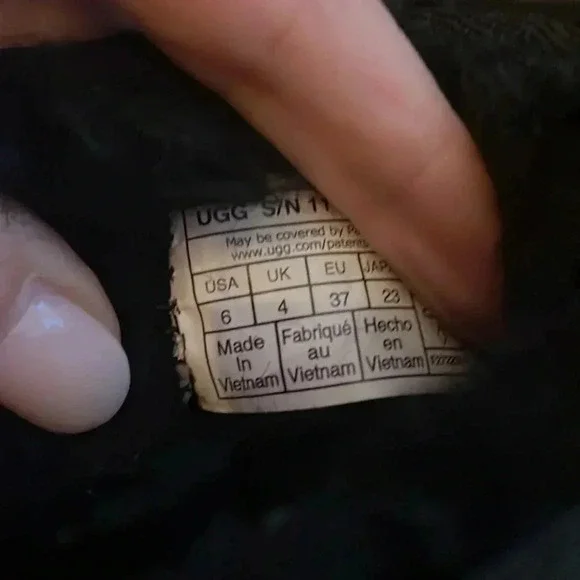 UGG S/N 11
May be covered by
www.ugg.com/patents
USA UK EU
6 4 37 23
Made in Vietnam
Fabriqué au Vietnam
Hecho en Vietnam